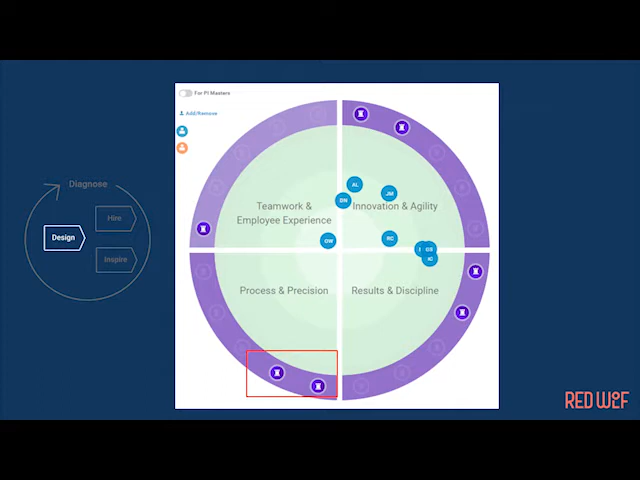 For PI Masters
Add/Remove
Diagnose
Hire
Design
Inspire
Teamwork &
Employee Experience
Innovation & Agility
Process & Precision
Results & Discipline
AL
JM
DN
OW
RC
GS
RED WOLF